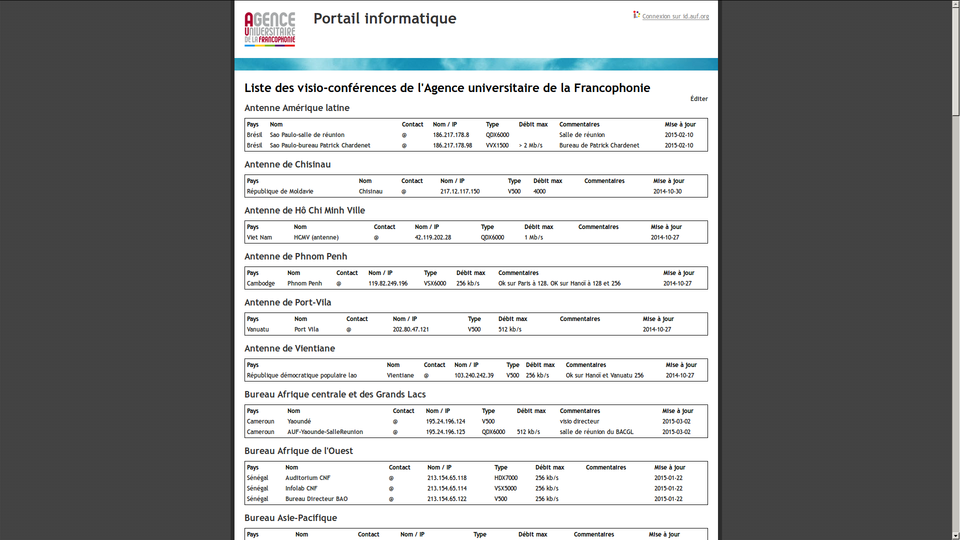 AGENCE
UNIVERSITAIRE
DE LA FRANCOPHONIE
Portail informatique
Connexion sur id.auf.org
Liste des visio-conférences de l'Agence universitaire de la Francophonie
Éditer
Antenne Amérique latine
Pays Nom Contact Nom / IP Type Débit max Commentaires Mise à jour
Brésil Sao Paulo-salle de réunion @ 186.217.178.8 QDX6000 Salle de réunion 2015-02-10
Brésil Sao Paulo-bureau Patrick Chardenet @ 186.217.178.98 VVX1500 > 2 Mb/s Bureau de Patrick Chardenet 2015-02-10
Antenne de Chisinau
Pays Nom Contact Nom / IP Type Débit max Commentaires Mise à jour
République de Moldavie Chisinau @ 217.12.117.150 V500 4000 2014-10-30
Antenne de Hô Chi Minh Ville
Pays Nom Contact Nom / IP Type Débit max Commentaires Mise à jour
Viet Nam HCMV (antenne) @ 42.119.202.28 QDX6000 1 Mb/s 2014-10-27
Antenne de Phnom Penh
Pays Nom Contact Nom / IP Type Débit max Commentaires Mise à jour
Cambodge Phnom Penh @ 119.82.249.196 VSX6000 256 kb/s Ok sur Paris à 128. OK sur Hanoï à 128 et 256 2014-10-27
Antenne de Port-Vila
Pays Nom Contact Nom / IP Type Débit max Commentaires Mise à jour
Vanuatu Port Vila @ 202.80.47.121 V500 512 kb/s 2014-10-27
Antenne de Vientiane
Pays Nom Contact Nom / IP Type Débit max Commentaires Mise à jour
République démocratique populaire lao Vientiane @ 103.240.242.39 V500 256 kb/s Ok sur Hanoï et Vanuatu 256 2014-10-27
Bureau Afrique centrale et des Grands Lacs
Pays Nom Contact Nom / IP Type Débit max Commentaires Mise à jour
Cameroun Yaoundé @ 195.24.196.124 V500 visio directeur 2015-03-02
Cameroun AUF-Yaounde-SalleReunion @ 195.24.196.125 QDX6000 512 kb/s salle de réunion du BACGL 2015-03-02
Bureau Afrique de l'Ouest
Pays Nom Contact Nom / IP Type Débit max Commentaires Mise à jour
Sénégal Auditorium CNF @ 213.154.65.118 HDX7000 256 kb/s 2015-01-22
Sénégal Infolab CNF @ 213.154.65.114 VSX5000 256 kb/s 2015-01-22
Sénégal Bureau Directeur BAO @ 213.154.65.122 V500 256 kb/s 2015-01-22
Bureau Asie-Pacifique
Pays Nom Contact Nom / IP Type Débit max Commentaires Mise à jour